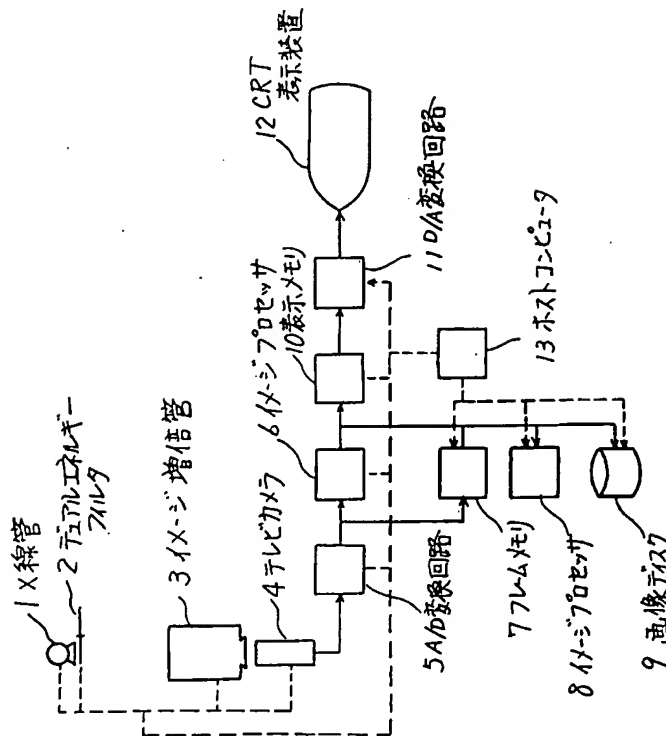 1 X線管
2 デュアルエネルギー
フィルタ
3 イメージ増倍管
4 テレビカメラ
5 A/D変換回路
6 イメージプロセッサ
7 フレームメモリ
8 イメージプロセッサ
9 画像ディスク
10 表示メモリ
11 D/A変換回路
12 CRT
表示装置
13 ホストコンピュータ